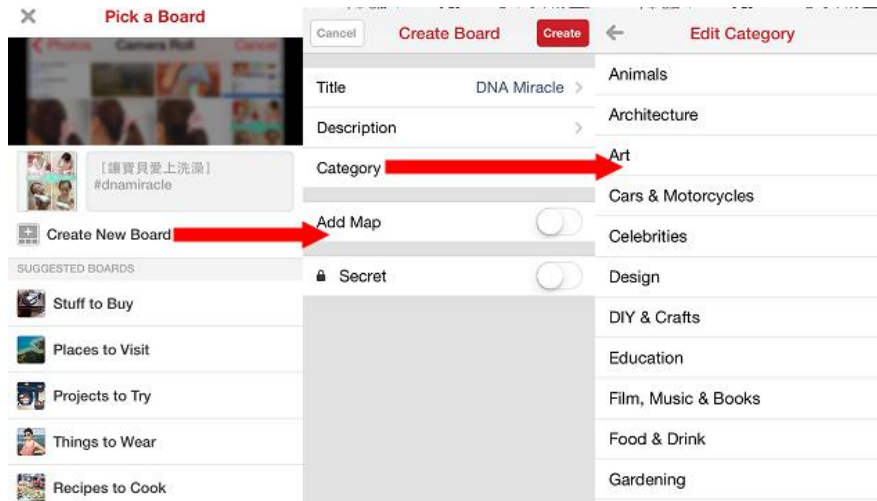 Pick a Board
Photos Camera Roll Cancel
[讓寶貝愛上洗澡]
#dnamiracle
Create New Board
SUGGESTED BOARDS
Stuff to Buy
Places to Visit
Projects to Try
Things to Wear
Recipes to Cook
Cancel Create Board Create
Title DNA Miracle
Description
Category
Add Map
Secret
Edit Category
Animals
Architecture
Art
Cars & Motorcycles
Celebrities
Design
DIY & Crafts
Education
Film, Music & Books
Food & Drink
Gardening